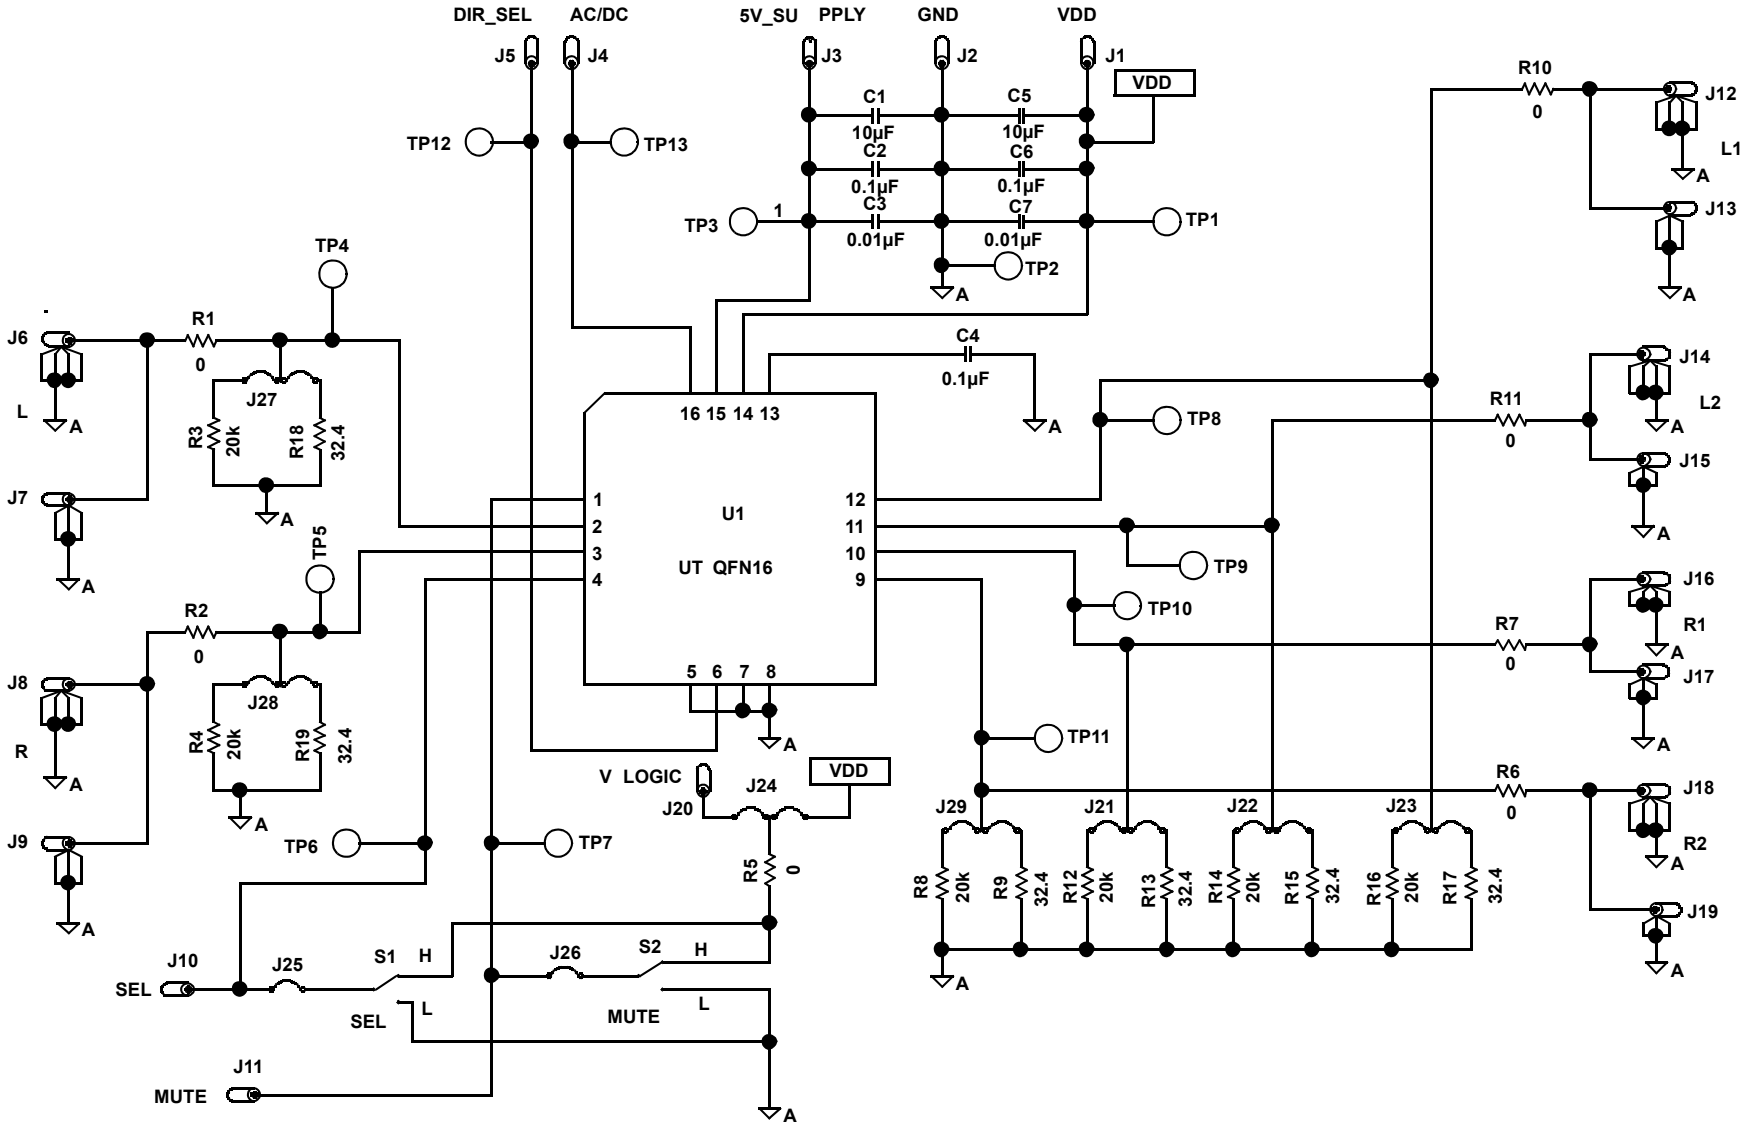 DIR_SEL AC/DC 5V_SU PPLY GND VDD
J5 J4 J3 J2 J1
VDD
C1 C5
10µF 10µF
C2 C6
0.1µF 0.1µF
C3 C7
0.01µF 0.01µF
TP12 TP13
TP3 1 TP1
TP2
A
R10
0
J12
L1
A
J13
A
TP4
J6 R1
0
L
A
J27
R3 20k R18 32.4
A
J7
A
C4
0.1µF
A
16 15 14 13
TP8
R11
0
J14
L2
A
J15
A
1 12
2 U1 11
3 10
4 UT QFN16 9
TP9
TP10
TP5
R2
0
J8
R
A
J28
R4 20k R19 32.4
A
J9
A
5 6 7 8
A
R7
0
J16
R1
A
J17
A
TP11
V LOGIC
J20 J24 VDD
R6
0
J18
R2
A
J19
A
TP6 TP7
R5 0
J29 J21 J22 J23
R8 20k R9 32.4 R12 20k R13 32.4 R14 20k R15 32.4 R16 20k R17 32.4
A
J10
SEL
J25 S1 H
L
SEL
J26 S2 H
L
MUTE
J11
MUTE
A